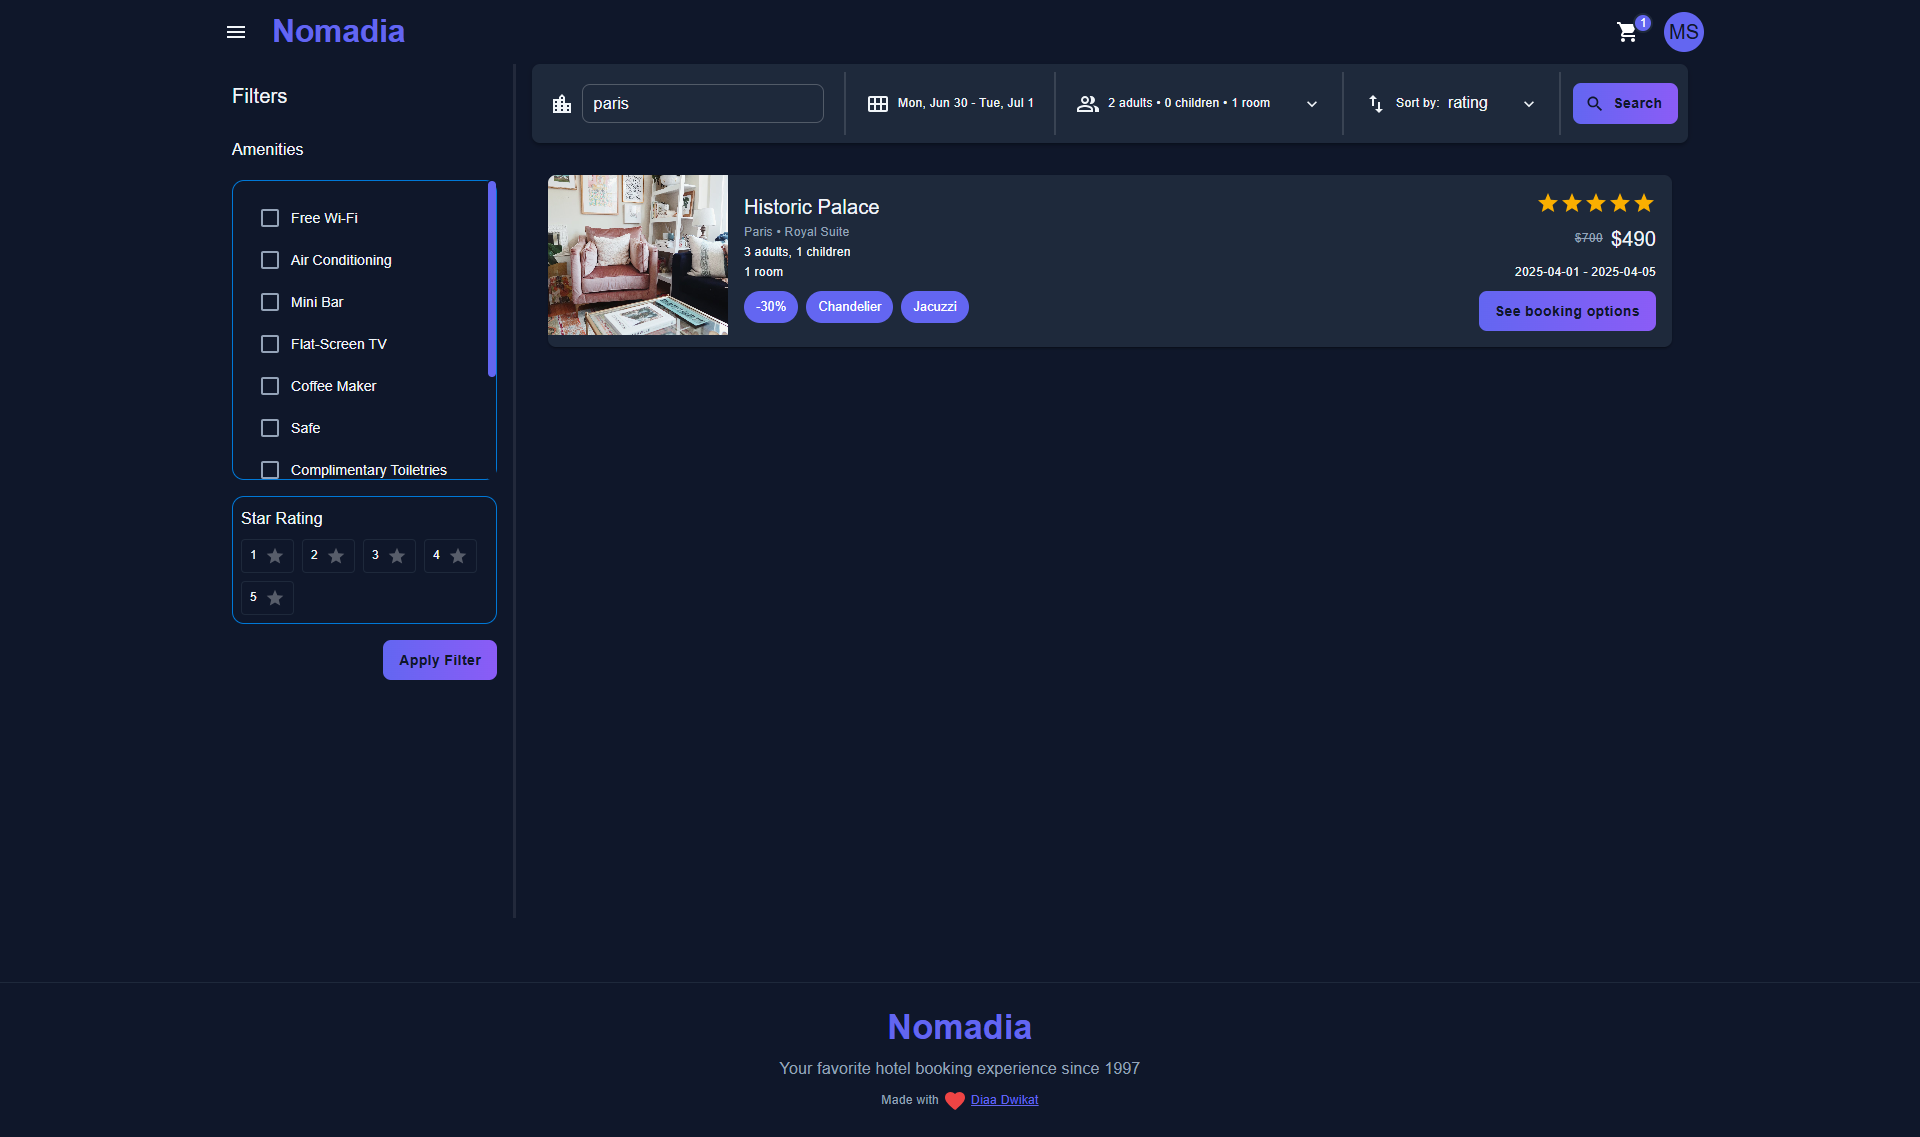 Nomadia
1
MS
Filters
Amenities
Free Wi-Fi
Air Conditioning
Mini Bar
Flat-Screen TV
Coffee Maker
Safe
Complimentary Toiletries
Star Rating
1
2
3
4
5
Apply Filter
paris
Mon, Jun 30 - Tue, Jul 1
2 adults • 0 children • 1 room
Sort by: rating
Search
Historic Palace
Paris • Royal Suite
3 adults, 1 children
1 room
-30%
Chandelier
Jacuzzi
$700 $490
2025-04-01 - 2025-04-05
See booking options
Nomadia
Your favorite hotel booking experience since 1997
Made with Diaa Dwikat